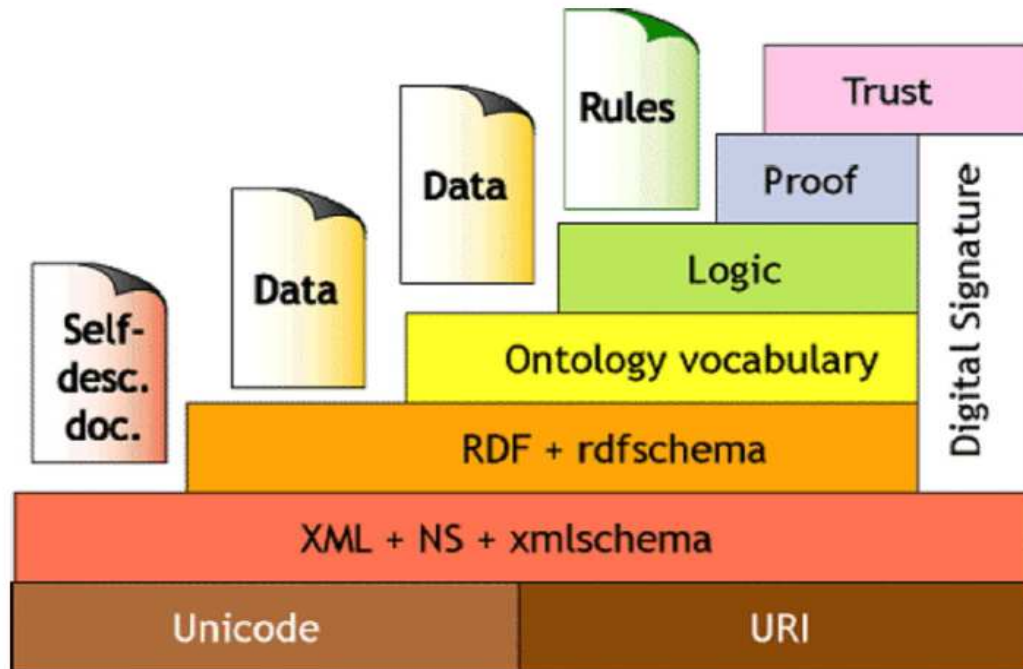 Rules
Trust
Data
Proof
Data
Logic
Self-
desc.
doc.
Ontology vocabulary
Digital Signature
RDF + rdfschema
XML + NS + xmlschema
Unicode
URI